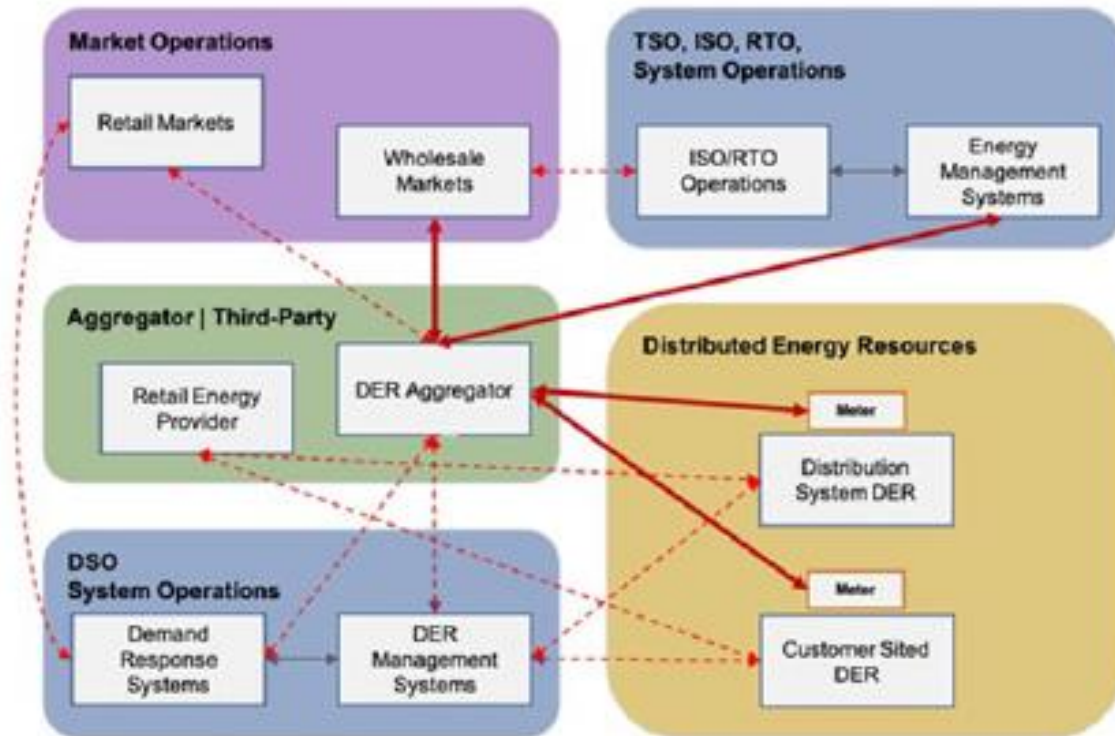 Market Operations
Retail Markets
Wholesale
Markets
TSO, ISO, RTO,
System Operations
ISO/RTO
Operations
Energy
Management
Systems
Aggregator | Third-Party
Retail Energy
Provider
DER Aggregator
Distributed Energy Resources
Meter
Distribution
System DER
Meter
Customer Sited
DER
DSO
System Operations
Demand
Response
Systems
DER
Management
Systems